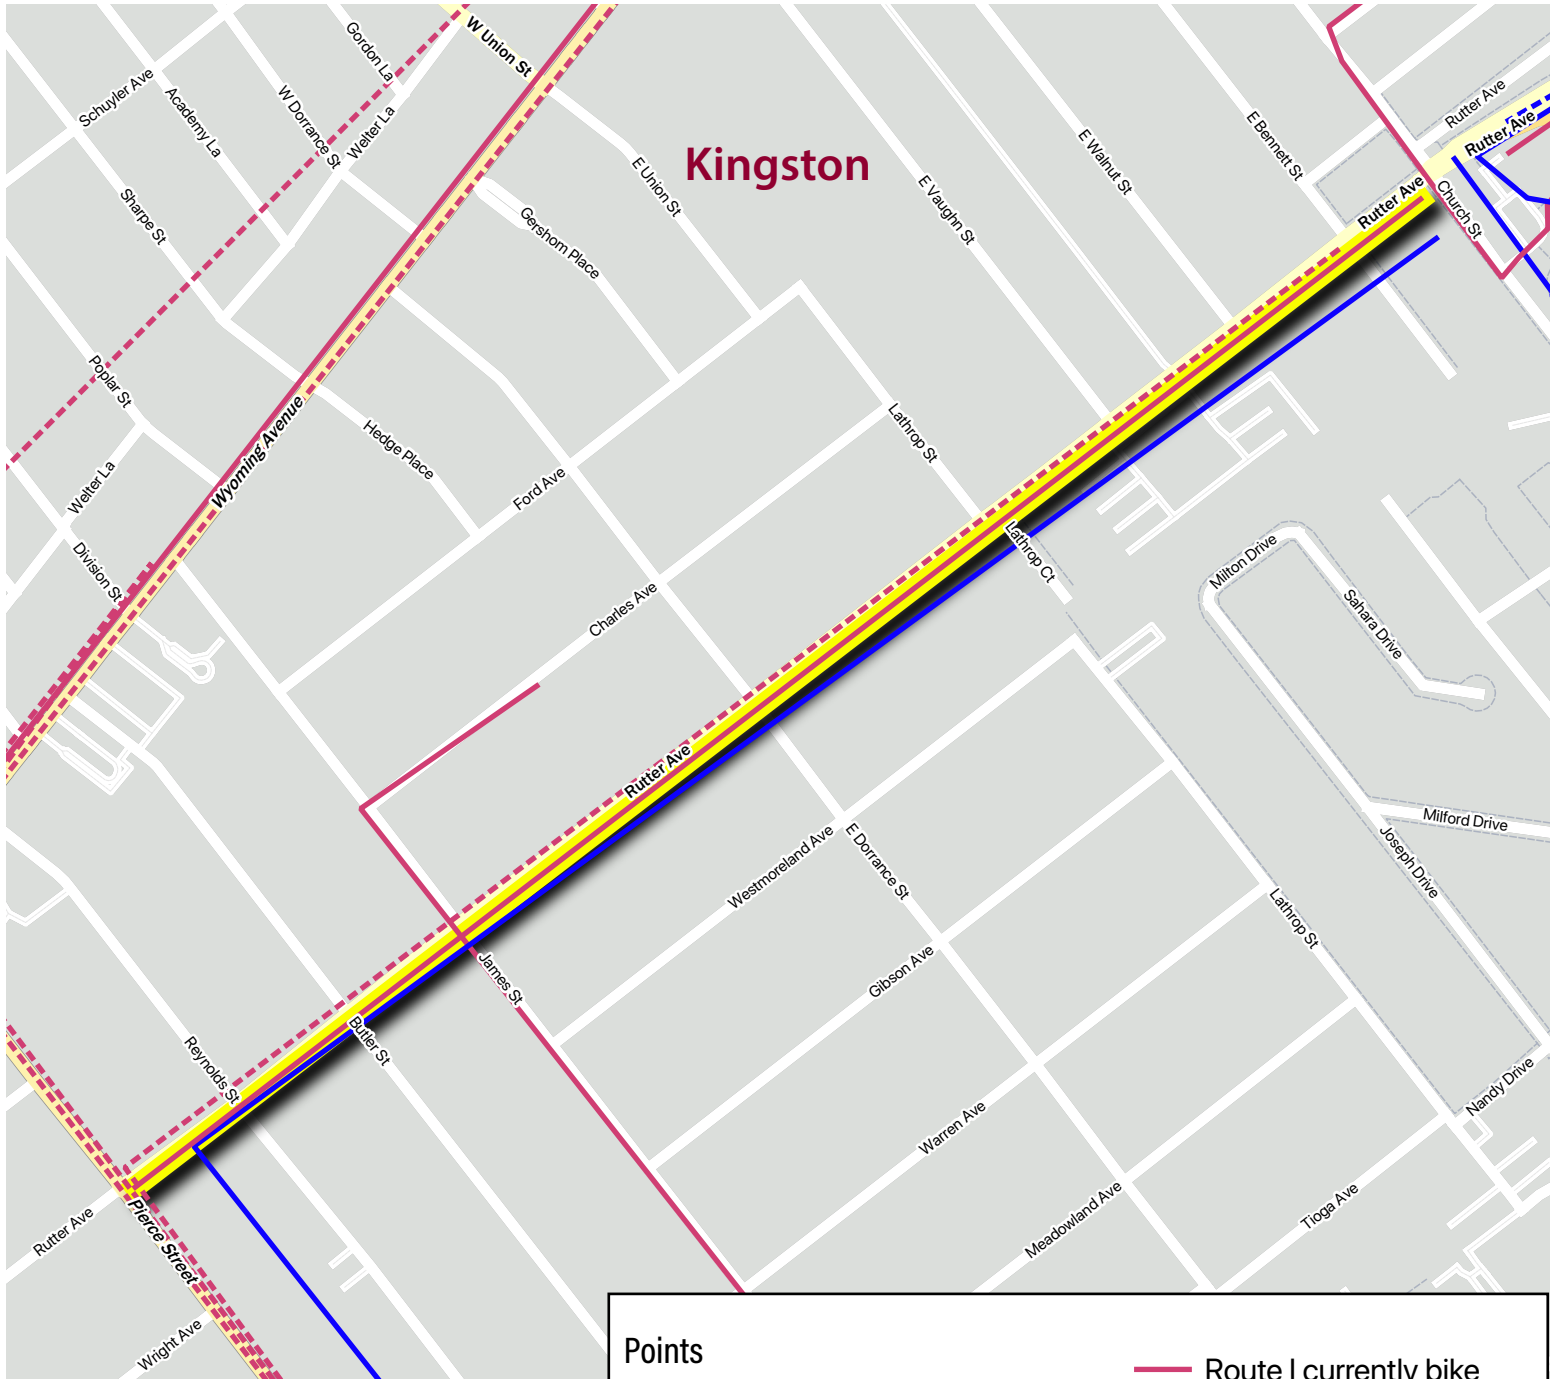 W Union St
Gordon La
Schuyler Ave
Academy La
W Dorrance St
Welter La
Kingston
E Union St
E Vaughn St
E Walnut St
E Bennett St
Rutter Ave
Rutter Ave
Rutter Ave
Church St
Sharpe St
Gershom Place
Poplar St
Wyoming Avenue
Hedge Place
Ford Ave
Lathrop St
Welter La
Division St
Charles Ave
Lathrop Ct
Milton Drive
Sahara Drive
Rutter Ave
Westmoreland Ave
E Dorrance St
Milford Drive
Joseph Drive
Lathrop St
James St
Gibson Ave
Butler St
Reynolds St
Warren Ave
Nandy Drive
Rutter Ave
Pierce Street
Meadowland Ave
Tioga Ave
Wright Ave
Points
Route I currently bike